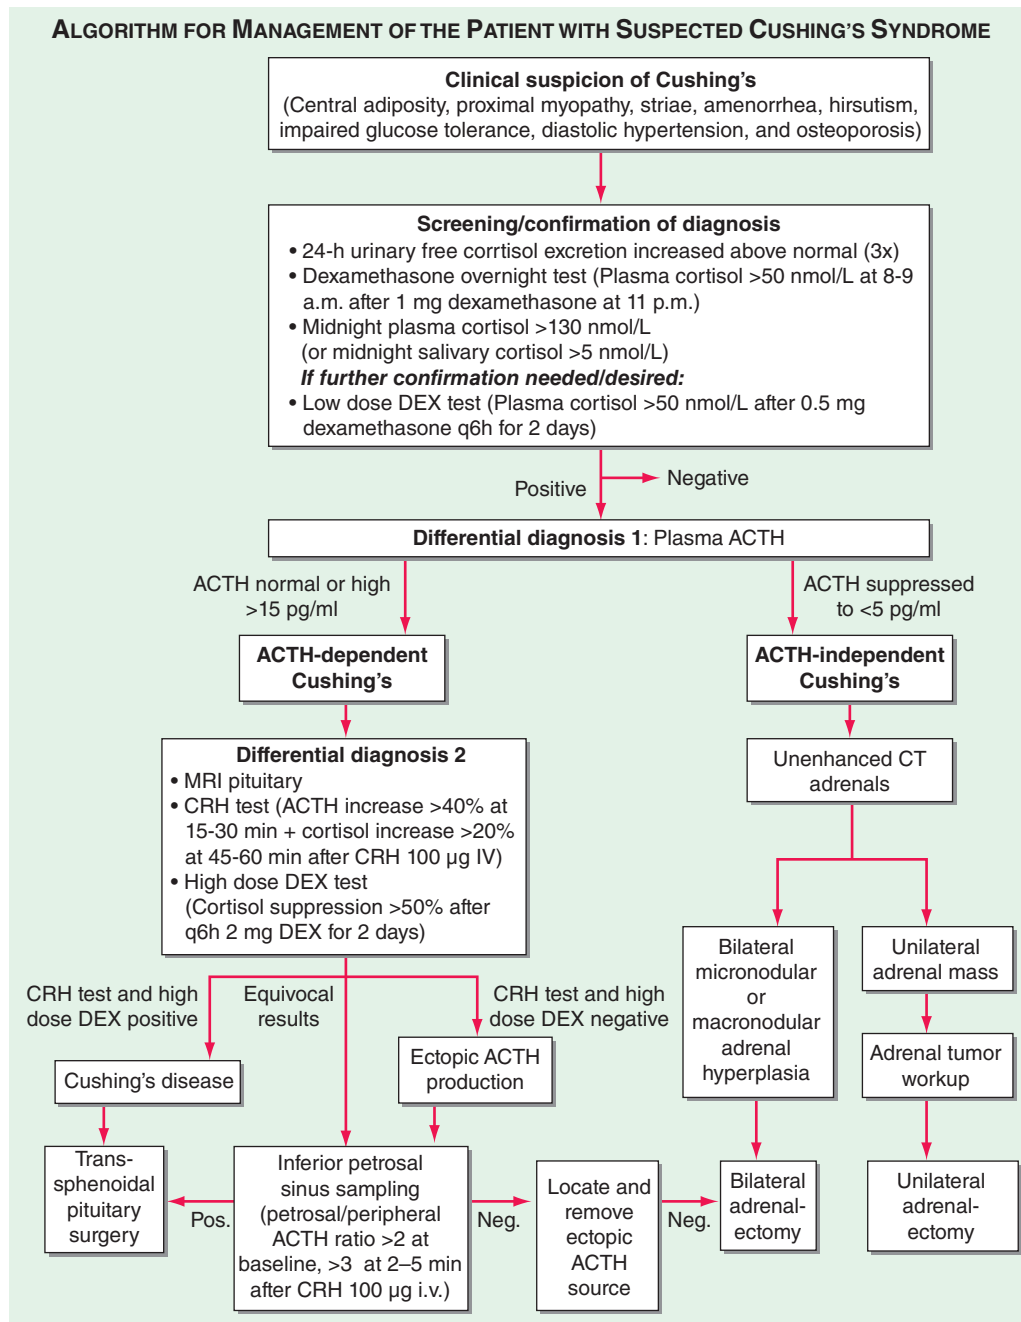 ALGORITHM FOR MANAGEMENT OF THE PATIENT WITH SUSPECTED CUSHING'S SYNDROME
Clinical suspicion of Cushing's
(Central adiposity, proximal myopathy, striae, amenorrhea, hirsutism,
impaired glucose tolerance, diastolic hypertension, and osteoporosis)
Screening/confirmation of diagnosis
• 24-h urinary free corrtisol excretion increased above normal (3x)
• Dexamethasone overnight test (Plasma cortisol >50 nmol/L at 8-9
a.m. after 1 mg dexamethasone at 11 p.m.)
• Midnight plasma cortisol >130 nmol/L
(or midnight salivary cortisol >5 nmol/L)
If further confirmation needed/desired:
• Low dose DEX test (Plasma cortisol >50 nmol/L after 0.5 mg
dexamethasone q6h for 2 days)
Positive
Negative
Differential diagnosis 1: Plasma ACTH
ACTH normal or high
>15 pg/ml
ACTH suppressed
to <5 pg/ml
ACTH-dependent
Cushing's
ACTH-independent
Cushing's
Differential diagnosis 2
• MRI pituitary
• CRH test (ACTH increase >40% at
15-30 min + cortisol increase >20%
at 45-60 min after CRH 100 µg IV)
• High dose DEX test
(Cortisol suppression >50% after
q6h 2 mg DEX for 2 days)
Unenhanced CT
adrenals
CRH test and high
dose DEX positive
Equivocal
results
CRH test and high
dose DEX negative
Bilateral
micronodular
or
macronodular
adrenal
hyperplasia
Unilateral
adrenal mass
Cushing's disease
Ectopic ACTH
production
Adrenal tumor
workup
Trans-
sphenoidal
pituitary
surgery
Pos.
Inferior petrosal
sinus sampling
(petrosal/peripheral
ACTH ratio >2 at
baseline, >3 at 2–5 min
after CRH 100 µg i.v.)
Neg.
Locate and
remove
ectopic
ACTH
source
Neg.
Bilateral
adrenal-
ectomy
Unilateral
adrenal-
ectomy